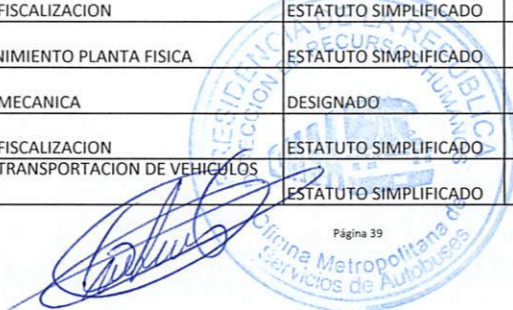 FISCALIZACION ESTATUTO SIMPLIFICADO
NIMIENTO PLANTA FISICA ESTATUTO SIMPLIFICADO
MECANICA DESIGNADO
FISCALIZACION ESTATUTO SIMPLIFICADO
TRANSPORTACION DE VEHICULOS
ESTATUTO SIMPLIFICADO
Página 39
PRESIDENCIA DE LA REPUBLICA
DIRECCION DE RECURSOS HUMANOS
Oficina Metropolitana de
Servicios de Autobuses